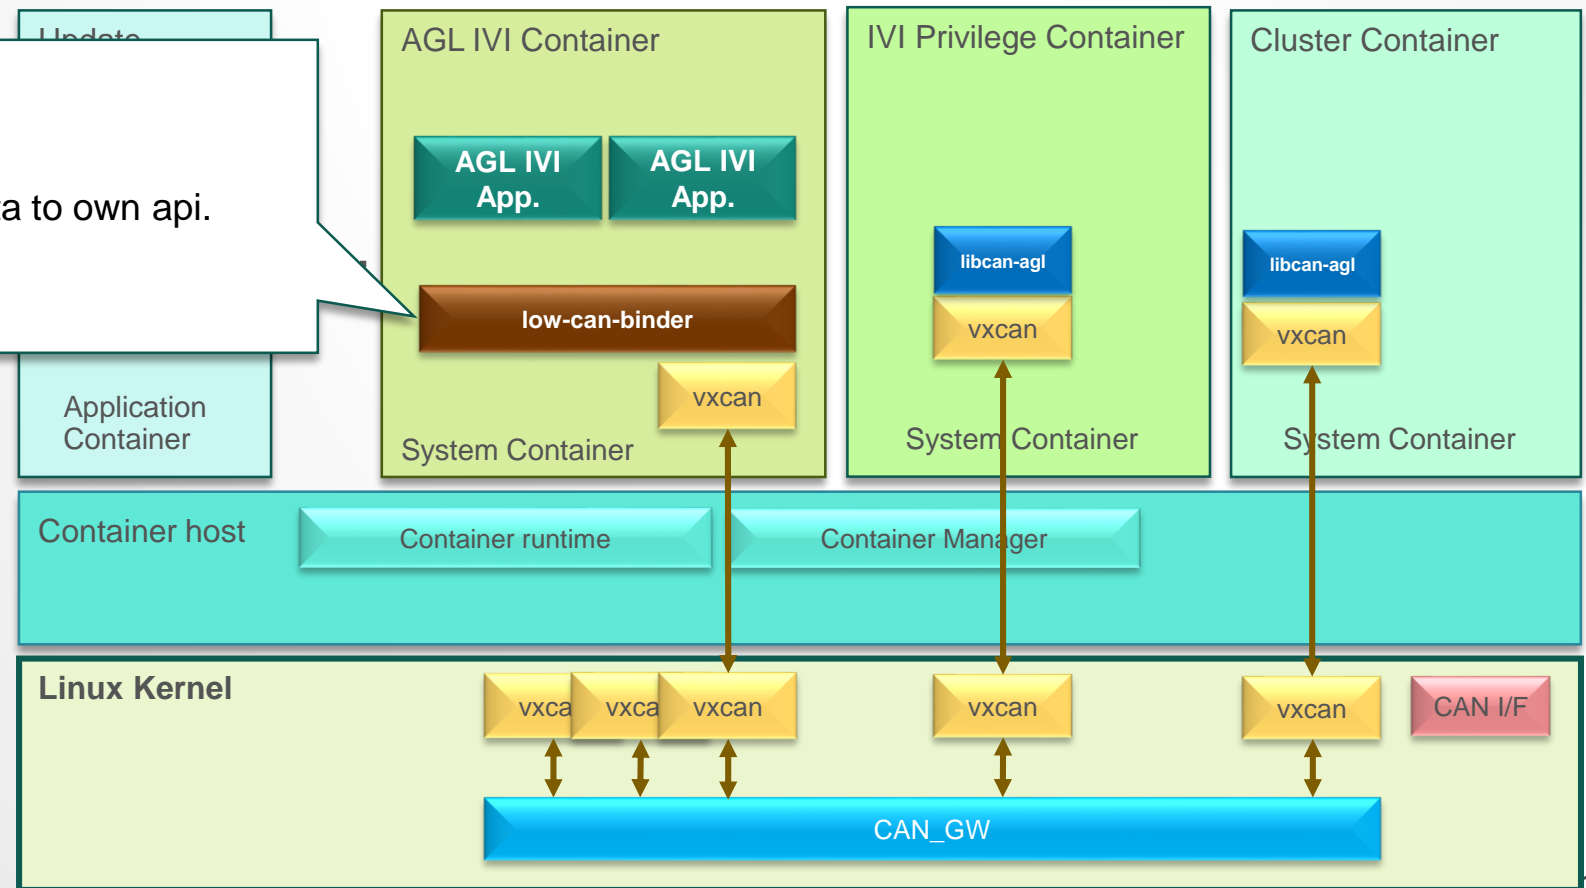 Update
AGL IVI Container
IVI Privilege Container
Cluster Container
AGL IVI
App.
AGL IVI
App.
to own api.
libcan-agl
libcan-agl
low-can-binder
vxcan
vxcan
vxcan
Application
Container
System Container
System Container
System Container
Container host
Container runtime
Container Manager
Linux Kernel
vxca
vxca
vxcan
vxcan
vxcan
CAN I/F
CAN_GW